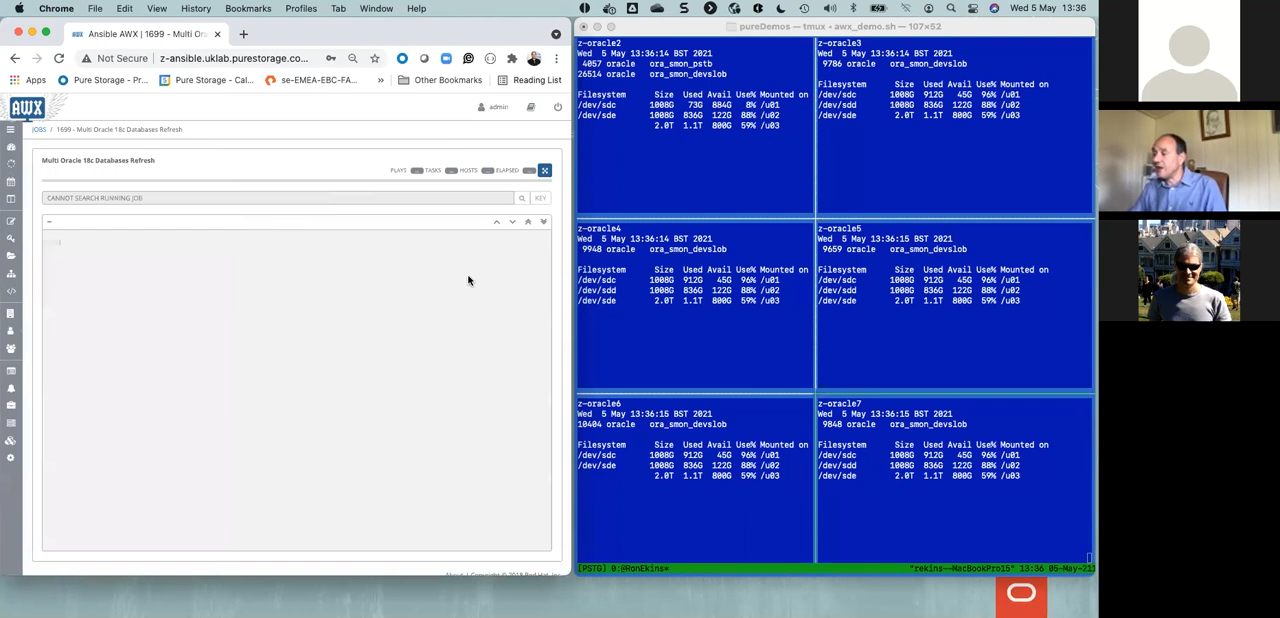 Chrome File Edit View History Bookmarks Profiles Tab Window Help
Wed 5 May 13:36
Ansible AWX | 1699 - Multi Ora
Not Secure | z-ansible.uklab.purestorage.co...
Apps Pure Storage - Pr... Pure Storage - Cal... se-EMEA-EBC-FA... » Other Bookmarks Reading List
AWX
admin
JOBS / 1699 - Multi Oracle 18c Databases Refresh
Multi Oracle 18c Databases Refresh
PLAYS TASKS HOSTS ELAPSED
CANNOT SEARCH RUNNING JOB
KEY
pureDemos — tmux • awx_demo.sh — 107×52
z-oracle2
Wed 5 May 13:36:14 BST 2021
4057 oracle ora_smon_pstb
26514 oracle ora_smon_devslob
Filesystem Size Used Avail Use% Mounted on
/dev/sdc 1008G 73G 884G 8% /u01
/dev/sdd 1008G 836G 122G 88% /u02
/dev/sde 2.0T 1.1T 800G 59% /u03
z-oracle3
Wed 5 May 13:36:14 BST 2021
9786 oracle ora_smon_devslob
Filesystem Size Used Avail Use% Mounted on
/dev/sdc 1008G 912G 45G 96% /u01
/dev/sdd 1008G 836G 122G 88% /u02
/dev/sde 2.0T 1.1T 800G 59% /u03
z-oracle4
Wed 5 May 13:36:14 BST 2021
9948 oracle ora_smon_devslob
Filesystem Size Used Avail Use% Mounted on
/dev/sdc 1008G 912G 45G 96% /u01
/dev/sdd 1008G 836G 122G 88% /u02
/dev/sde 2.0T 1.1T 800G 59% /u03
z-oracle5
Wed 5 May 13:36:15 BST 2021
9659 oracle ora_smon_devslob
Filesystem Size Used Avail Use% Mounted on
/dev/sdc 1008G 912G 45G 96% /u01
/dev/sdd 1008G 836G 122G 88% /u02
/dev/sde 2.0T 1.1T 800G 59% /u03
z-oracle6
Wed 5 May 13:36:15 BST 2021
10404 oracle ora_smon_devslob
Filesystem Size Used Avail Use% Mounted on
/dev/sdc 1008G 912G 45G 96% /u01
/dev/sde 1008G 836G 122G 88% /u02
2.0T 1.1T 800G 59% /u03
z-oracle7
Wed 5 May 13:36:15 BST 2021
9848 oracle ora_smon_devslob
Filesystem Size Used Avail Use% Mounted on
/dev/sdc 1008G 912G 45G 96% /u01
/dev/sdd 1008G 836G 122G 88% /u02
/dev/sde 2.0T 1.1T 800G 59% /u03
[PSTG] 0:@RonEkins* "rekins--MacBookPro15" 13:36 05-May-21